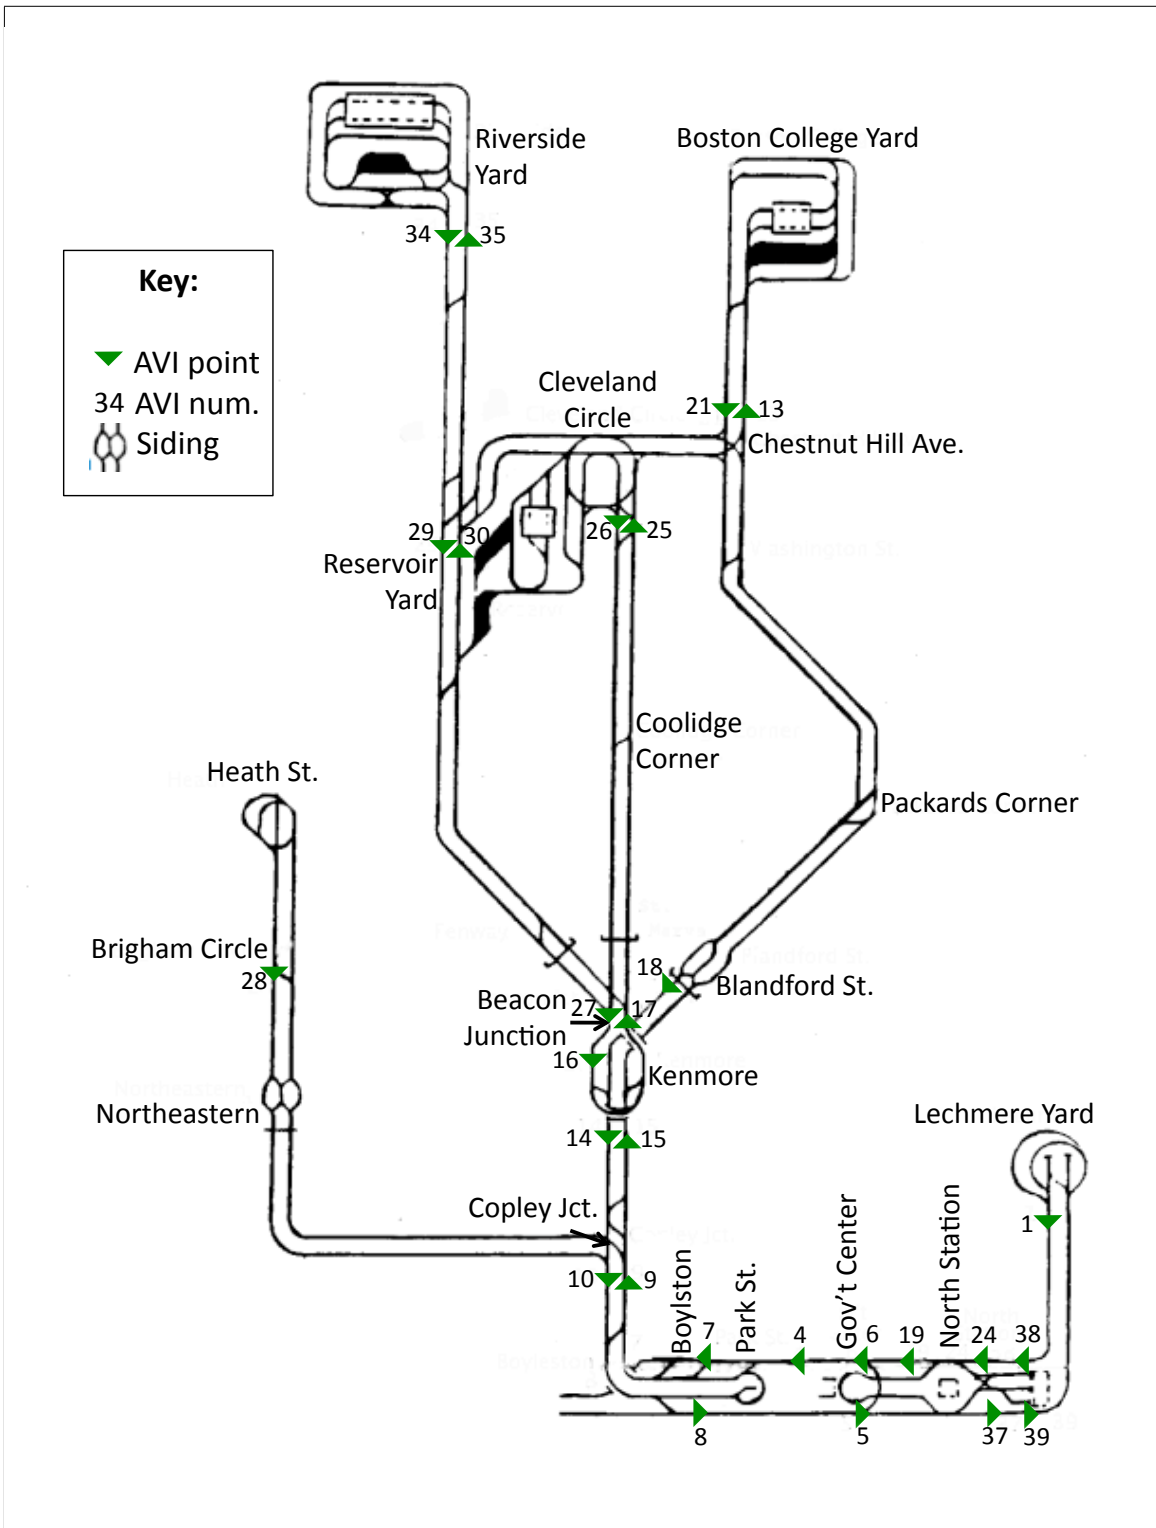 Riverside
Yard
Boston College Yard
34
35
Key:
AVI point
34 AVI num.
Siding
Cleveland
Circle
21
13
Chestnut Hill Ave.
29
30
26
25
Reservoir
Yard
Coolidge
Corner
Heath St.
Packards Corner
Brigham Circle
28
18
Blandford St.
Beacon
Junction
27
17
16
Kenmore
Northeastern
14
15
Lechmere Yard
Copley Jct.
1
10
9
Boylston
Park St.
Gov't Center
North Station
7
4
6
19
24
38
8
5
37
39